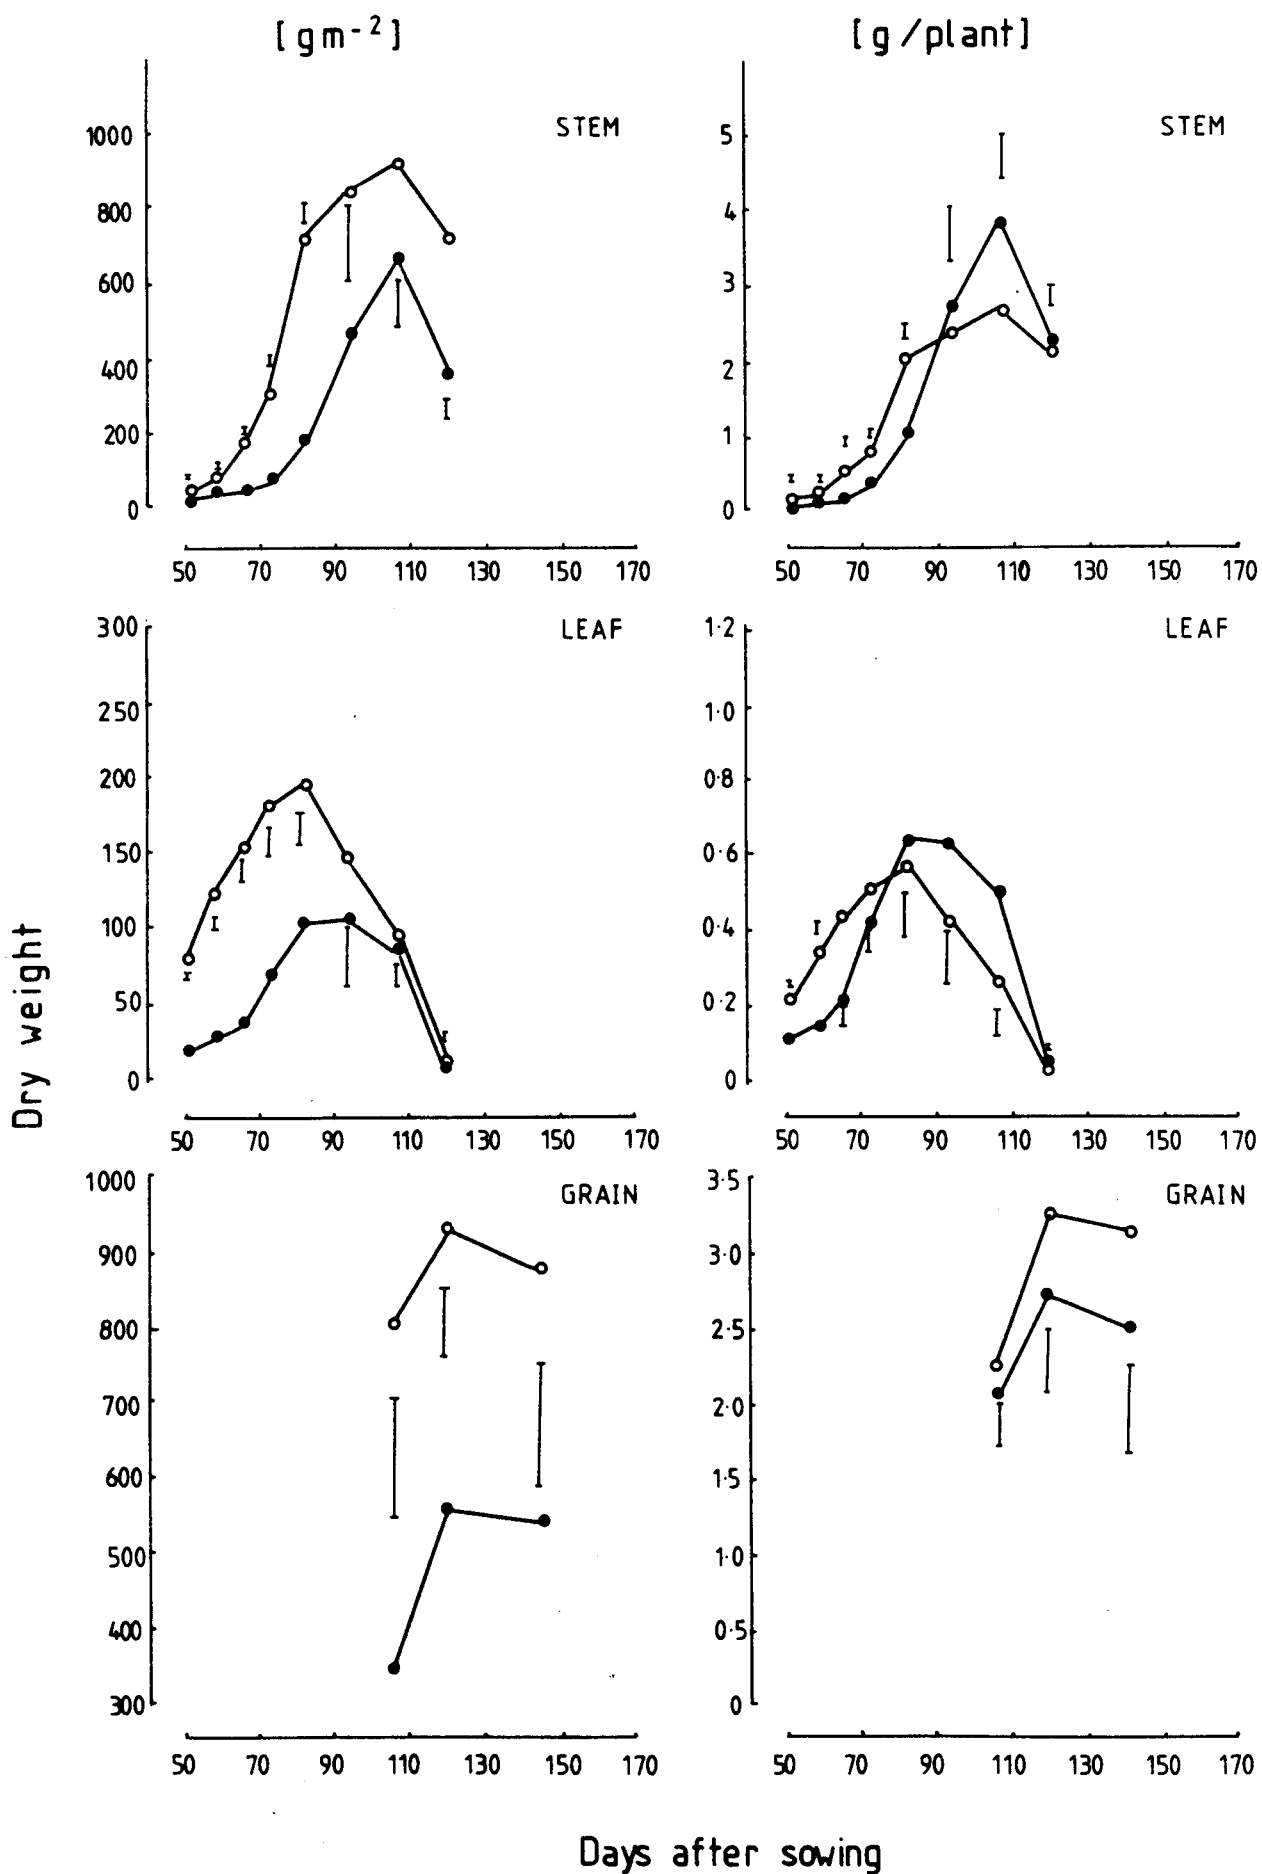 [gm-²] [g/plant]
STEM STEM
1000 5
800 4
600 3
400 2
200 1
0 0
50 70 90 110 130 150 170 50 70 90 110 130 150 170
LEAF LEAF
300 1·2
250 1·0
200 0·8
150 0·6
100 0·4
50 0·2
0 0
50 70 90 110 130 150 170 50 70 90 110 130 150 170
Dry weight
GRAIN GRAIN
1000 3·5
900 3·0
800 2·5
700 2·0
600 1·5
500 1·0
400 0·5
300 0
50 70 90 110 130 150 170 50 70 90 110 130 150 170
Days after sowing